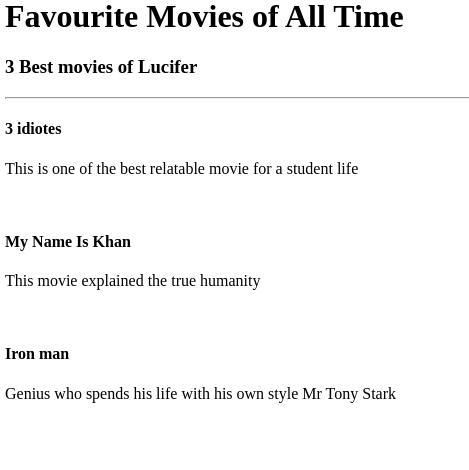 Favourite Movies of All Time
3 Best movies of Lucifer
3 idiotes
This is one of the best relatable movie for a student life
My Name Is Khan
This movie explained the true humanity
Iron man
Genius who spends his life with his own style Mr Tony Stark